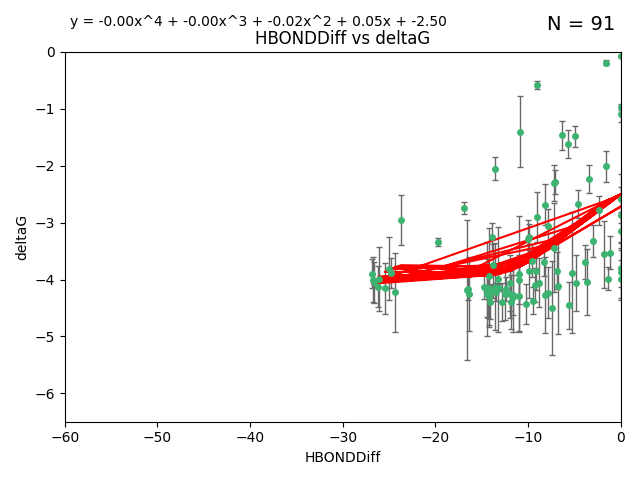 y = -0.00x^4 + -0.00x^3 + -0.02x^2 + 0.05x + -2.50
N = 91
HBONDDiff vs deltaG
0
−1
−2
−3
−4
−5
−6
deltaG
−60 −50 −40 −30 −20 −10 0
HBONDDiff